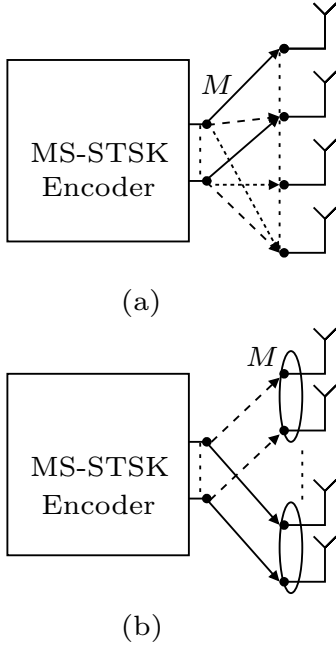 M
MS-STSK
Encoder
(a)
M
MS-STSK
Encoder
(b)